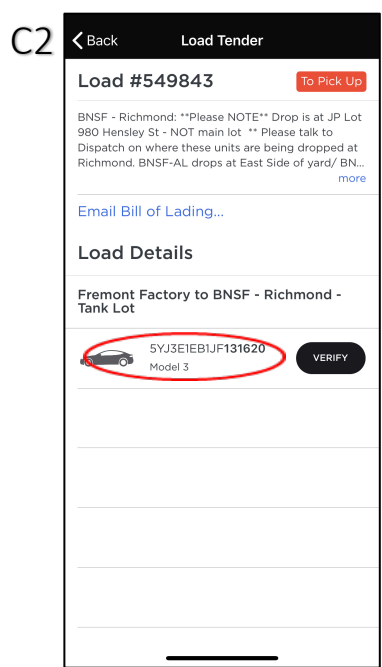 C2
Back Load Tender
Load #549843 To Pick Up
BNSF - Richmond: **Please NOTE** Drop is at JP Lot
980 Hensley St - NOT main lot ** Please talk to
Dispatch on where these units are being dropped at
Richmond. BNSF-AL drops at East Side of yard/ BN...
more
Email Bill of Lading...
Load Details
Fremont Factory to BNSF - Richmond -
Tank Lot
5YJ3E1EB1JF131620 VERIFY
Model 3